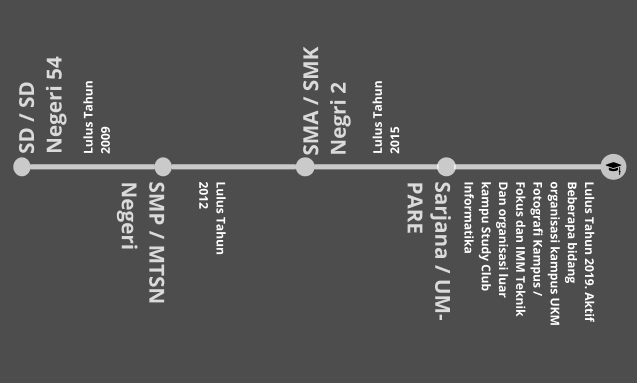 SD / SD
Negeri 54
Lulus Tahun
2009
SMP / MTSN
Negeri
Lulus Tahun
2012
SMA / SMK
Negri 2
Lulus Tahun
2015
Sarjana / UM-
PARE
Lulus Tahun 2019. Aktif
Beberapa bidang
organisasi kampus UKM
Fotografi Kampus /
Fokus dan IMM Teknik
Dan organisasi luar
kampu Study Club
Informatika